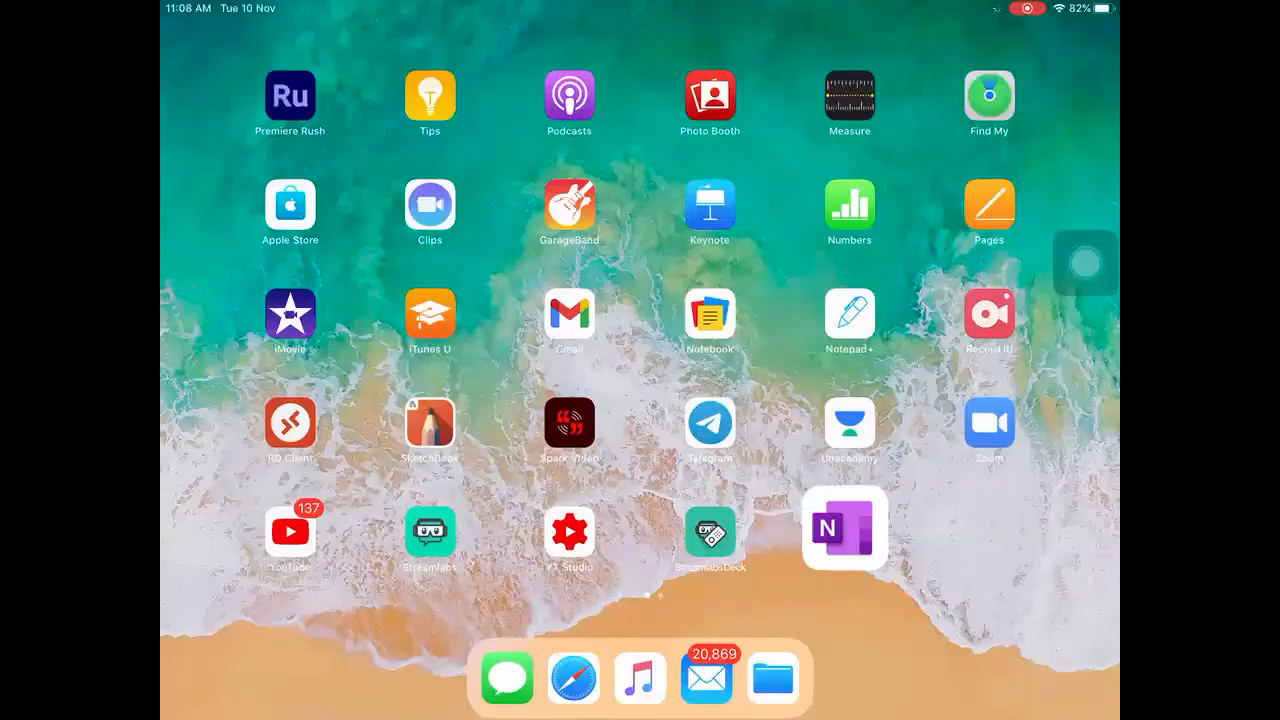 11:08 AM Tue 10 Nov 82%
Ru
Premiere Rush Tips Podcasts Photo Booth Measure Find My
Apple Store Clips GarageBand Keynote Numbers Pages
iMovie iTunes U Gmail Notebook Notepad+ Record it!
RD Client SketchBook Spark Video Telegram Unacademy Zoom
137
N
YouTube Streamlabs YT Studio StreamlabsDeck
20,869